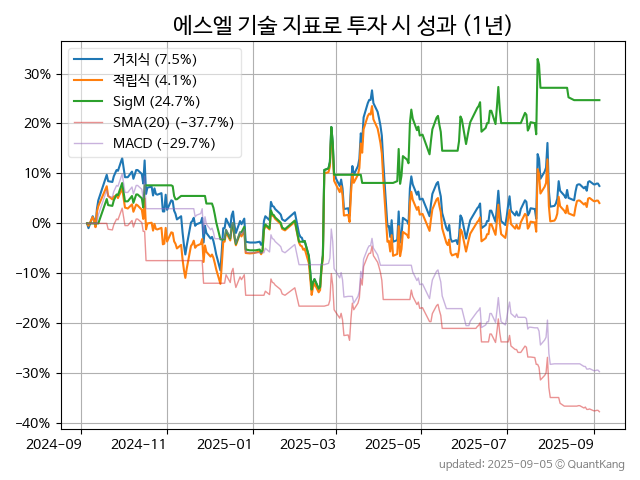 에스엘 기술 지표로 투자 시 성과 (1년)
거치식 (7.5%)
적립식 (4.1%)
SigM (24.7%)
SMA(20) (−37.7%)
MACD (−29.7%)
30%
20%
10%
0%
−10%
−20%
−30%
−40%
2024-09 2024-11 2025-01 2025-03 2025-05 2025-07 2025-09
updated: 2025-09-05 © QuantKang